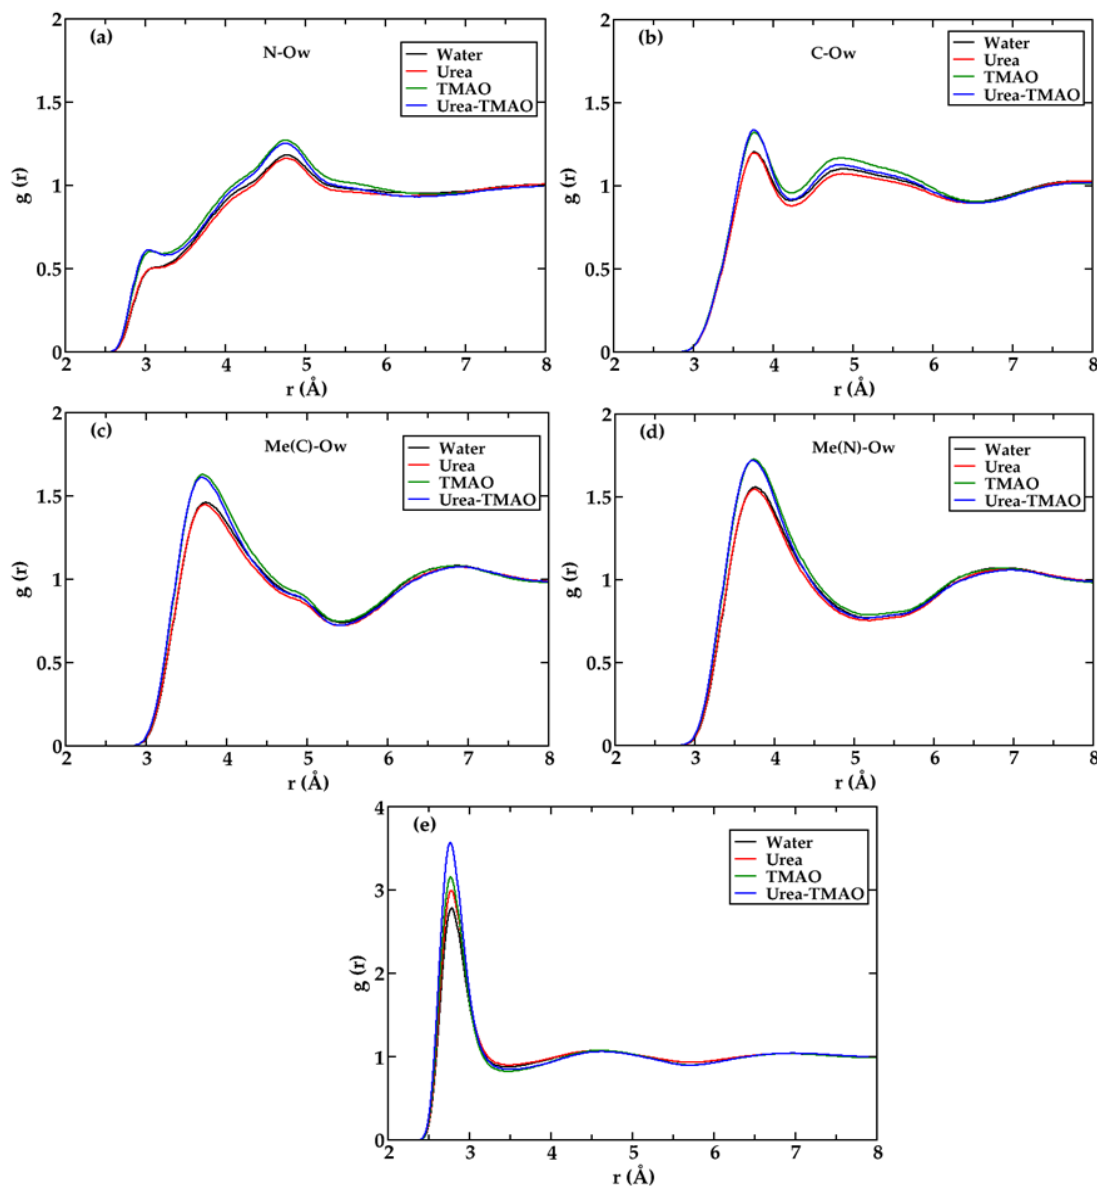 (a)
N-Ow
Water
Urea
TMAO
Urea-TMAO
2
1.5
1
0.5
0
g (r)
2 3 4 5 6 7 8
r (Å)
(b)
C-Ow
Water
Urea
TMAO
Urea-TMAO
2
1.5
1
0.5
0
g (r)
2 3 4 5 6 7 8
r (Å)
(c)
Me(C)-Ow
Water
Urea
TMAO
Urea-TMAO
2
1.5
1
0.5
0
g (r)
2 3 4 5 6 7 8
r (Å)
(d)
Me(N)-Ow
Water
Urea
TMAO
Urea-TMAO
2
1.5
1
0.5
0
g (r)
2 3 4 5 6 7 8
r (Å)
(e)
Water
Urea
TMAO
Urea-TMAO
4
3
2
1
0
g (r)
2 3 4 5 6 7 8
r (Å)